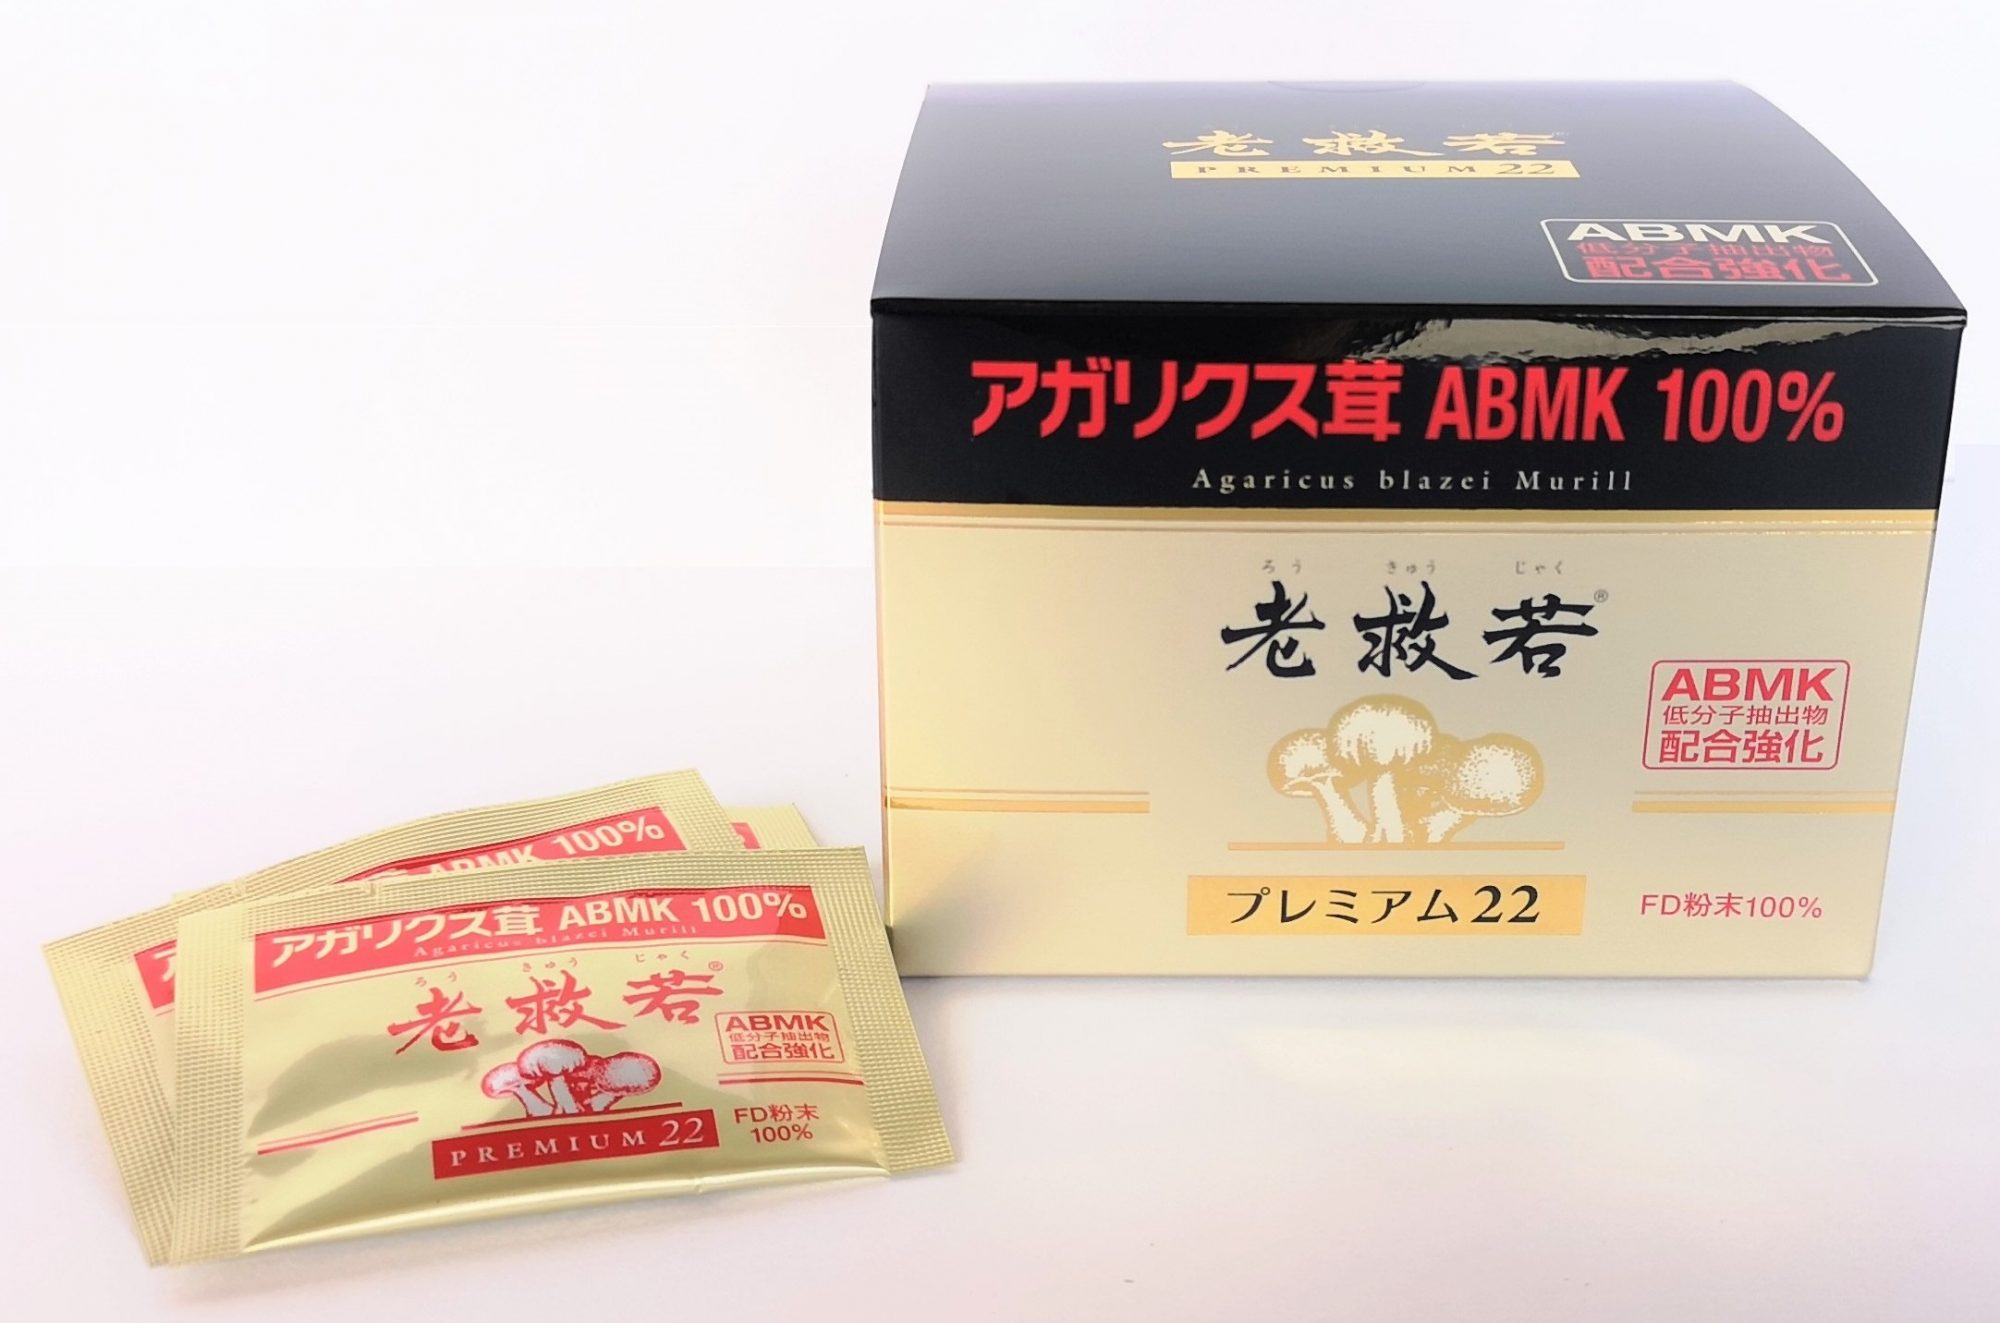 老救若
PREMIUM 22
ABMK
低分子抽出物
配合強化
アガリクス茸 ABMK 100%
Agaricus blazei Murill
ろう きゅう じゃく
老救若®
ABMK
低分子抽出物
配合強化
プレミアム22
FD粉末100%
ABMK 100%
アガリクス茸 ABMK 100%
Agaricus blazei Murill
ろう きゅう じゃく
老救若®
ABMK
低分子抽出物
配合強化
PREMIUM 22
FD粉末
100%